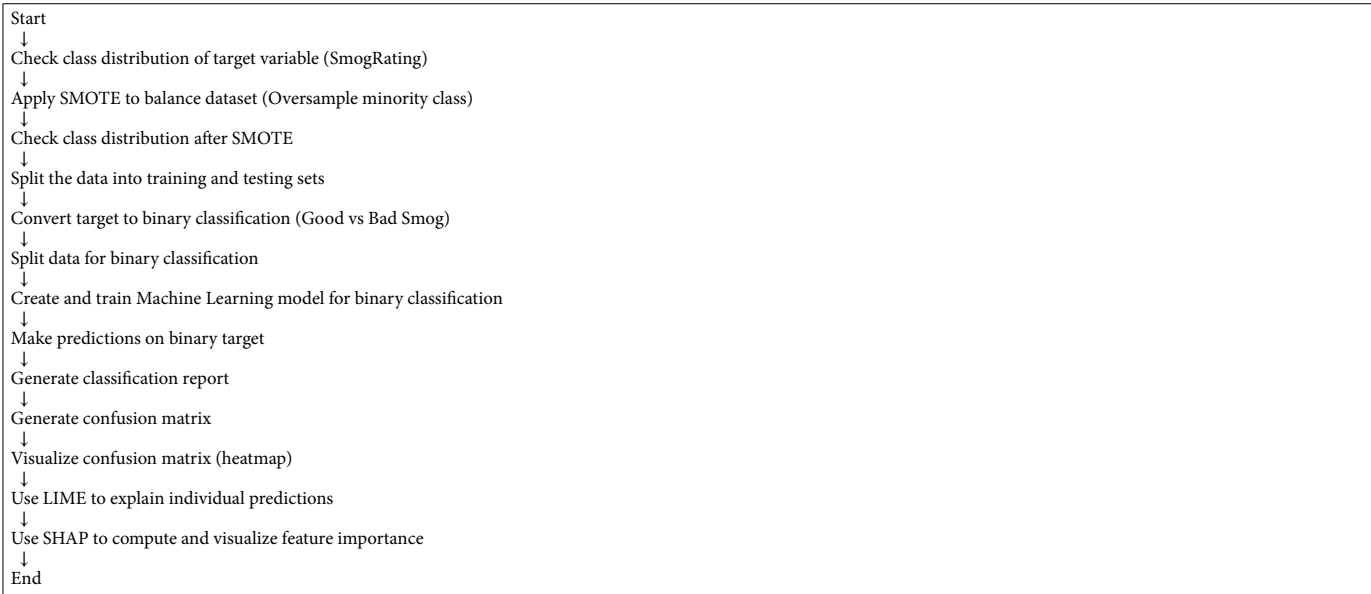 Start
↓
Check class distribution of target variable (SmogRating)
↓
Apply SMOTE to balance dataset (Oversample minority class)
↓
Check class distribution after SMOTE
↓
Split the data into training and testing sets
↓
Convert target to binary classification (Good vs Bad Smog)
↓
Split data for binary classification
↓
Create and train Machine Learning model for binary classification
↓
Make predictions on binary target
↓
Generate classification report
↓
Generate confusion matrix
↓
Visualize confusion matrix (heatmap)
↓
Use LIME to explain individual predictions
↓
Use SHAP to compute and visualize feature importance
↓
End